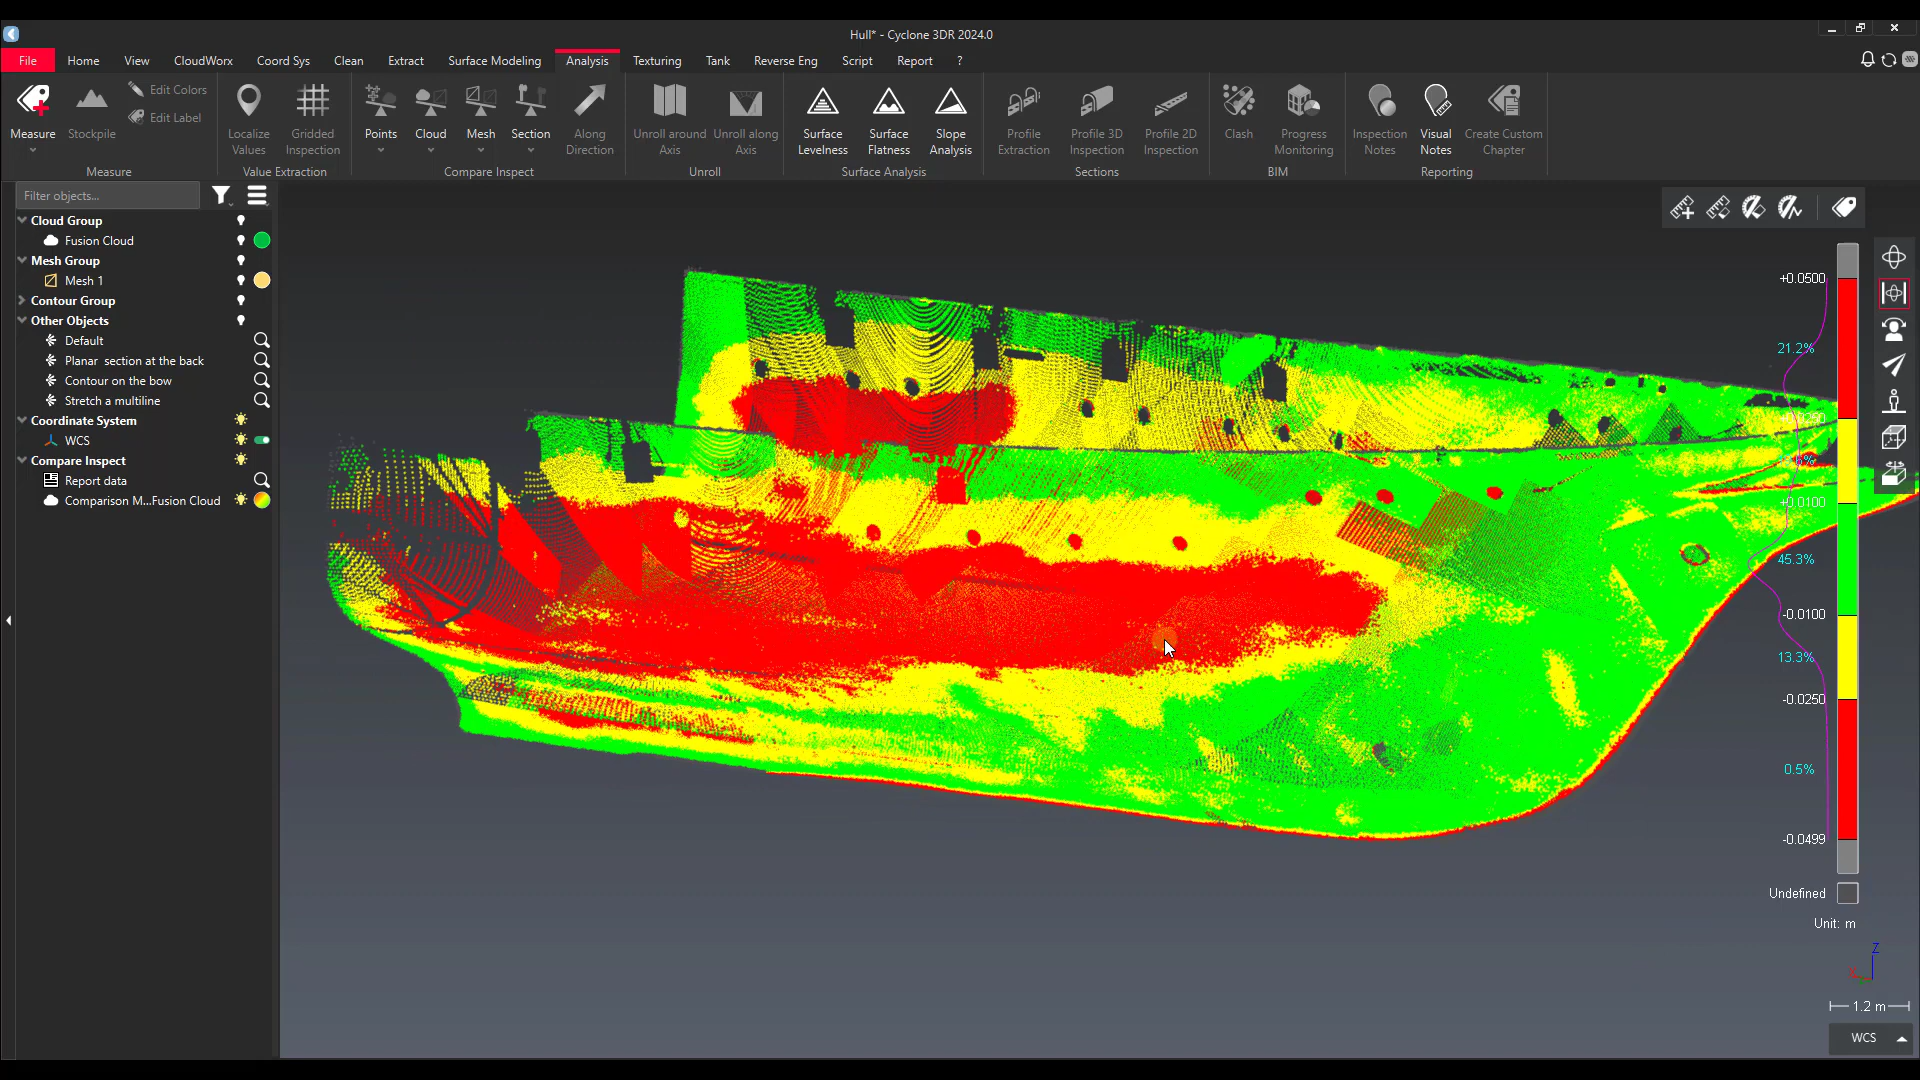 Hull* - Cyclone 3DR 2024.0
File Home View CloudWorx Coord Sys Clean Extract Surface Modeling Analysis Texturing Tank Reverse Eng Script Report ?
Measure
Stockpile
Edit Colors
Edit Label
Localize Values
Gridded Inspection
Points
Cloud
Mesh
Section
Along Direction
Unroll around Axis
Unroll along Axis
Surface Levelness
Surface Flatness
Slope Analysis
Profile Extraction
Profile 3D Inspection
Profile 2D Inspection
Clash
Progress Monitoring
Inspection Notes
Visual Notes
Create Custom Chapter
Measure Value Extraction Compare Inspect Unroll Surface Analysis Sections BIM Reporting
Filter objects...
Cloud Group
Fusion Cloud
Mesh Group
Mesh 1
Contour Group
Other Objects
Default
Planar section at the back
Contour on the bow
Stretch a multiline
Coordinate System
WCS
Compare Inspect
Report data
Comparison M...Fusion Cloud
+0.0500
21.2%
+0.0100
45.3%
-0.0100
13.3%
-0.0250
0.5%
-0.0499
Undefined
Unit: m
Z
X
1.2 m
WCS